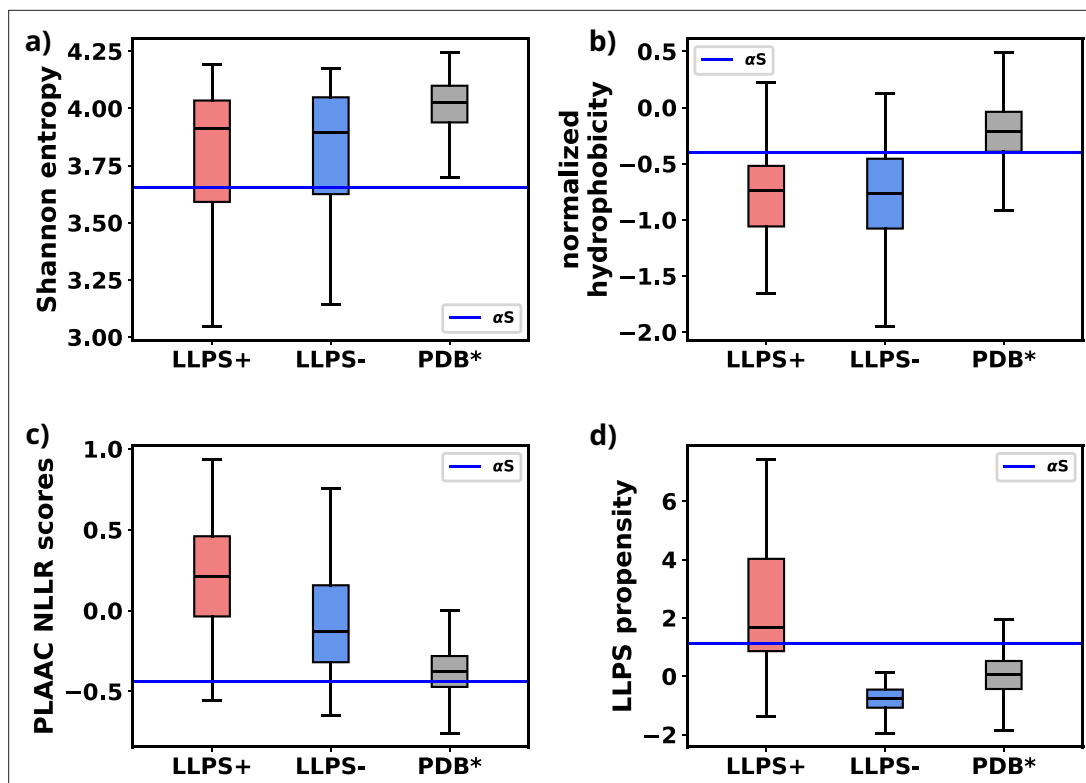 a)
Shannon entropy
4.25
4.00
3.75
3.50
3.25
3.00
αS
LLPS+ LLPS- PDB*
b)
normalized
hydrophobicity
0.5
0.0
−0.5
−1.0
−1.5
−2.0
αS
LLPS+ LLPS- PDB*
c)
PLAAC NLLR scores
1.0
0.5
0.0
−0.5
αS
LLPS+ LLPS- PDB*
d)
LLPS propensity
6
4
2
0
−2
αS
LLPS+ LLPS- PDB*